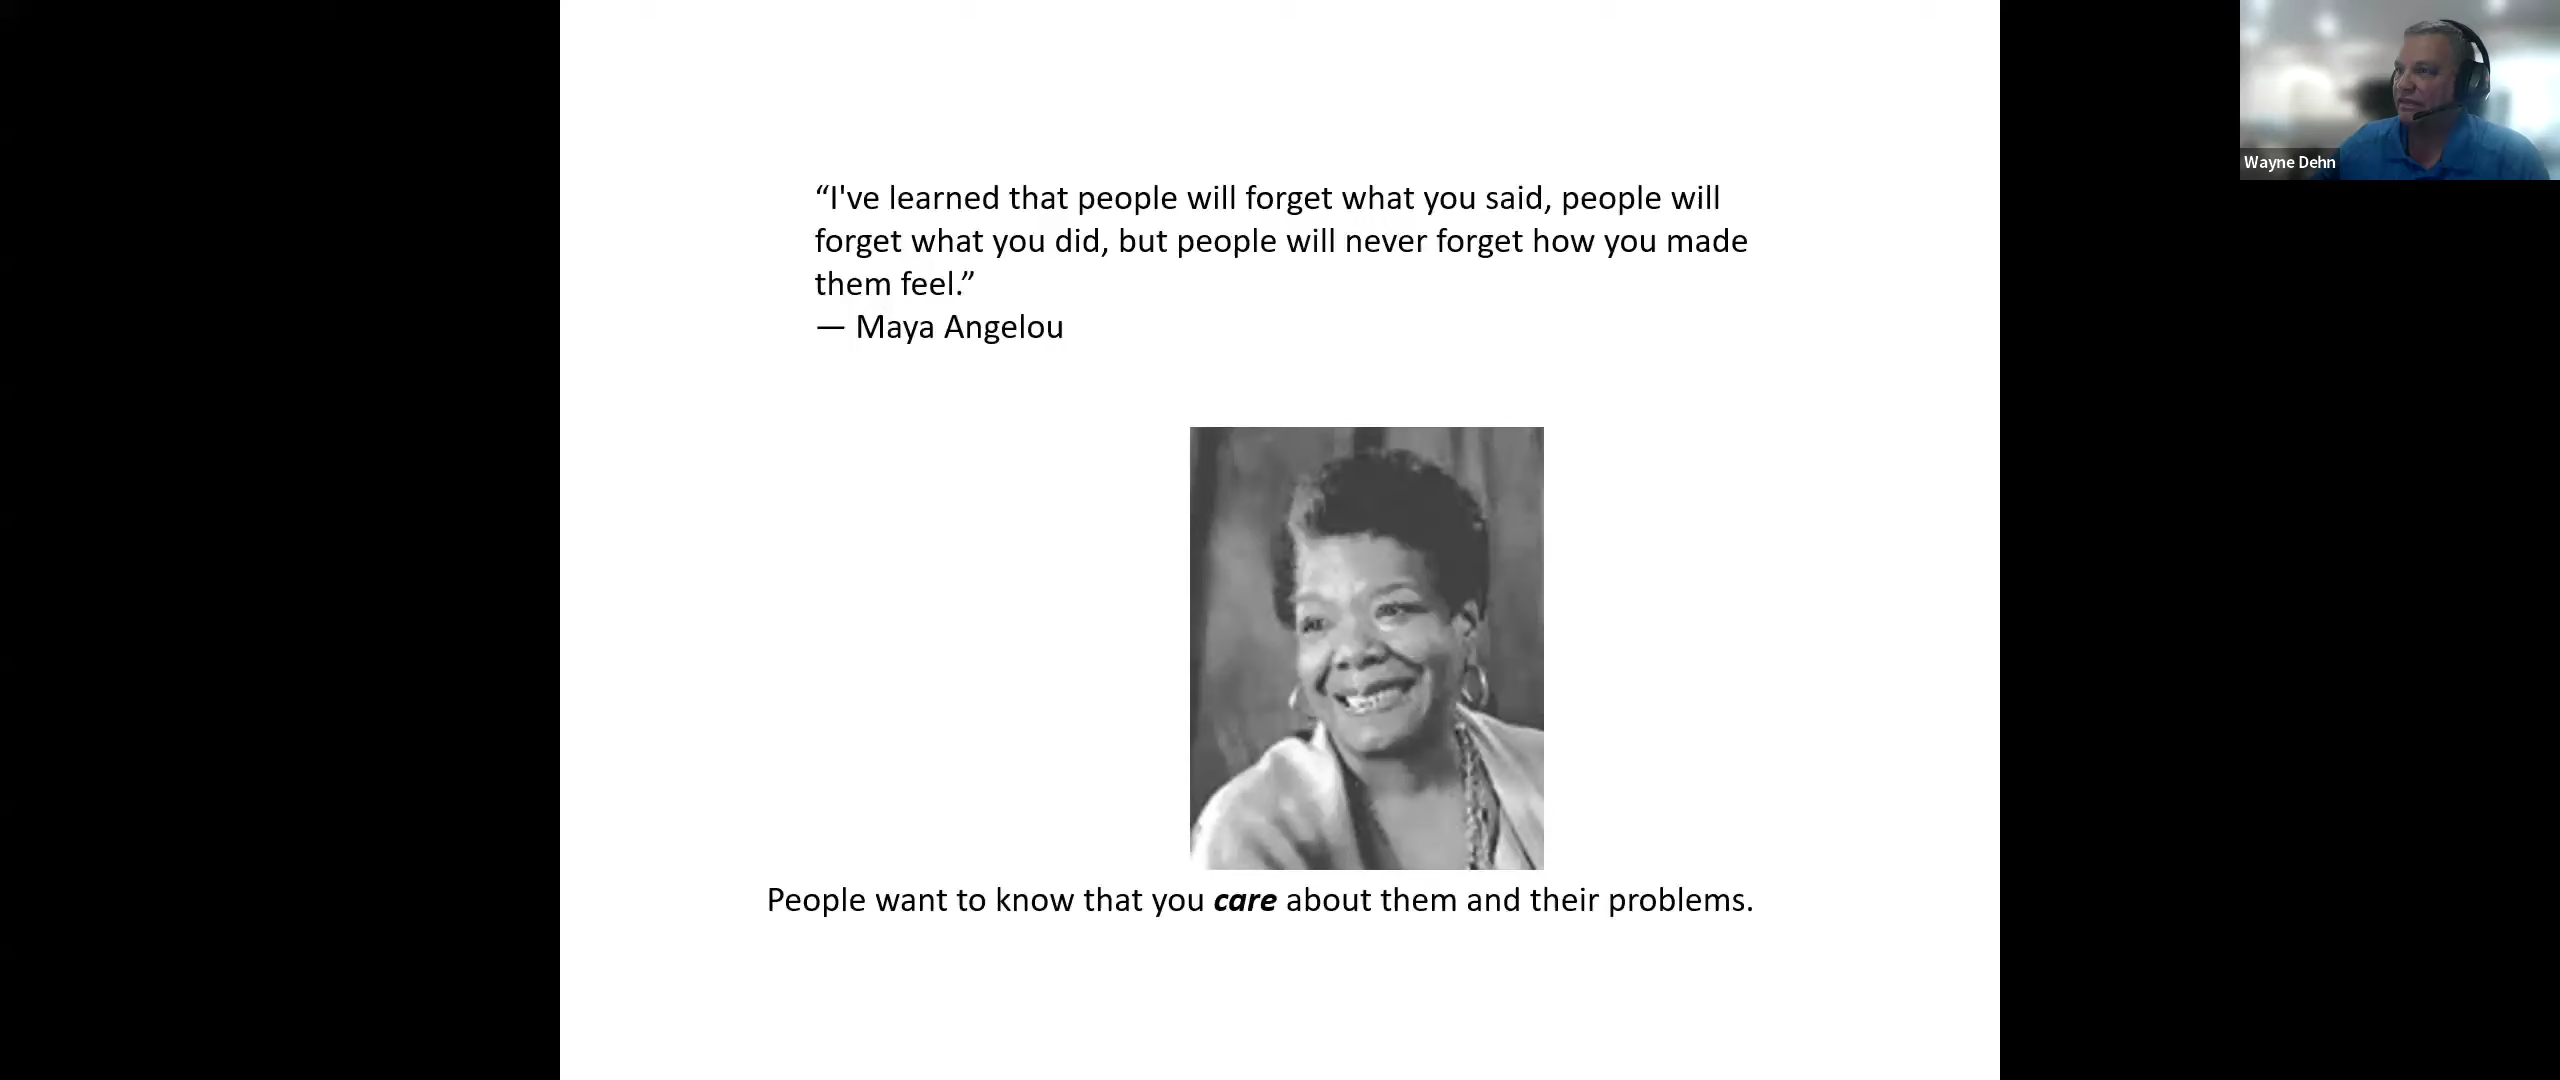 “I've learned that people will forget what you said, people will
forget what you did, but people will never forget how you made
them feel.”
— Maya Angelou
People want to know that you care about them and their problems.
Wayne Dehn